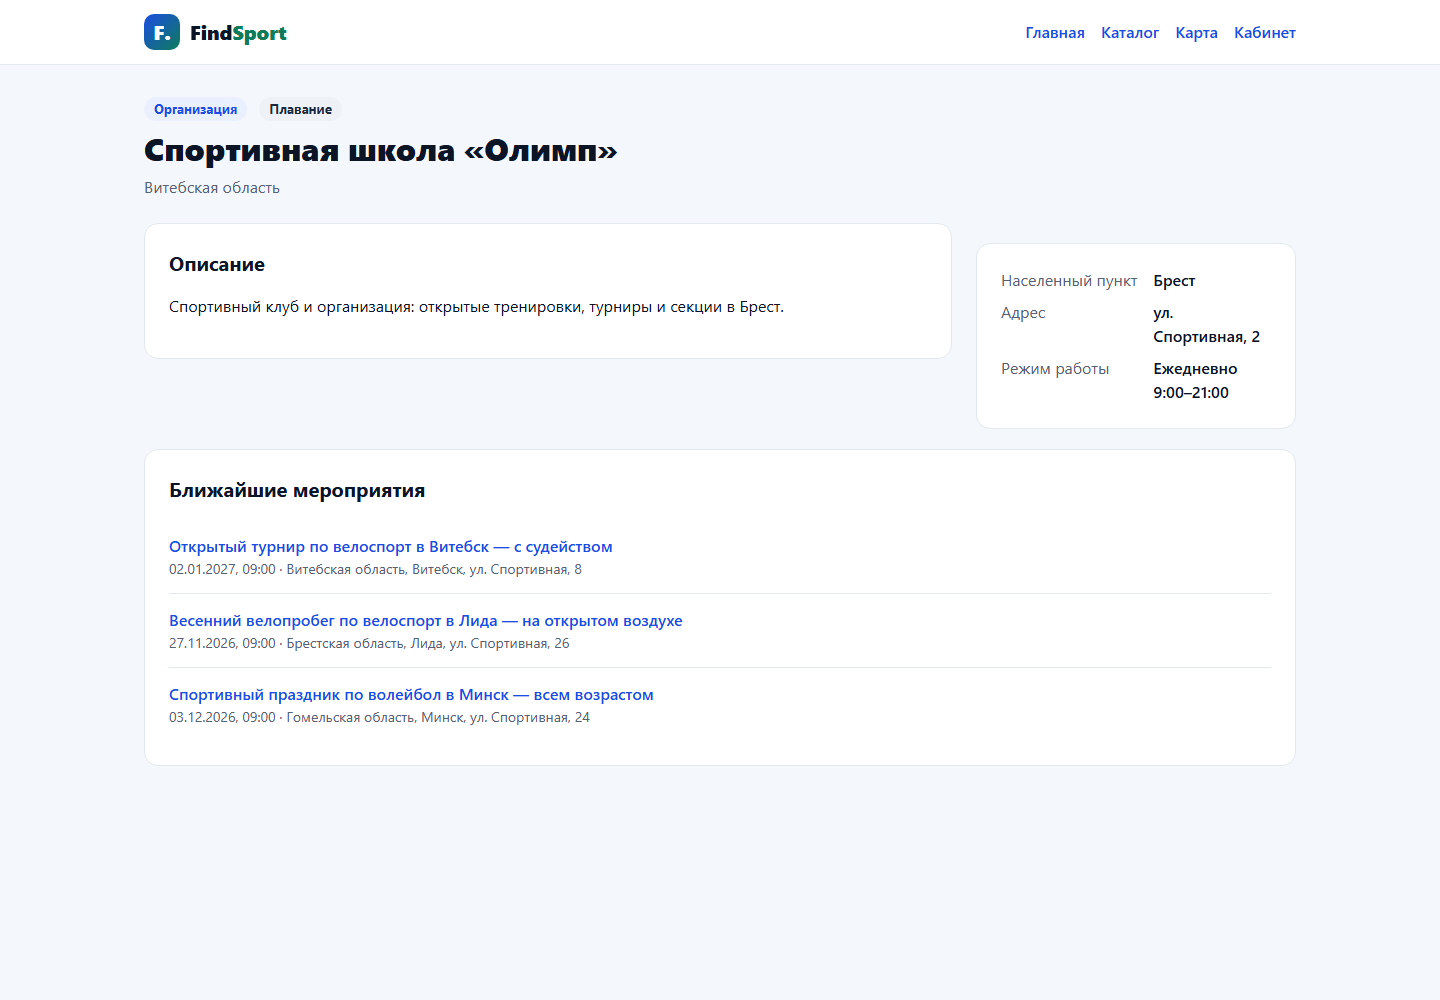 F. FindSport
Главная Каталог Карта Кабинет
Организация Плавание
Спортивная школа «Олимп»
Витебская область
Описание
Спортивный клуб и организация: открытые тренировки, турниры и секции в Брест.
Населенный пункт Брест
Адрес ул.
Спортивная, 2
Режим работы Ежедневно
9:00–21:00
Ближайшие мероприятия
Открытый турнир по велоспорт в Витебск — с судейством
02.01.2027, 09:00 · Витебская область, Витебск, ул. Спортивная, 8
Весенний велопробег по велоспорт в Лида — на открытом воздухе
27.11.2026, 09:00 · Брестская область, Лида, ул. Спортивная, 26
Спортивный праздник по волейбол в Минск — всем возрастом
03.12.2026, 09:00 · Гомельская область, Минск, ул. Спортивная, 24